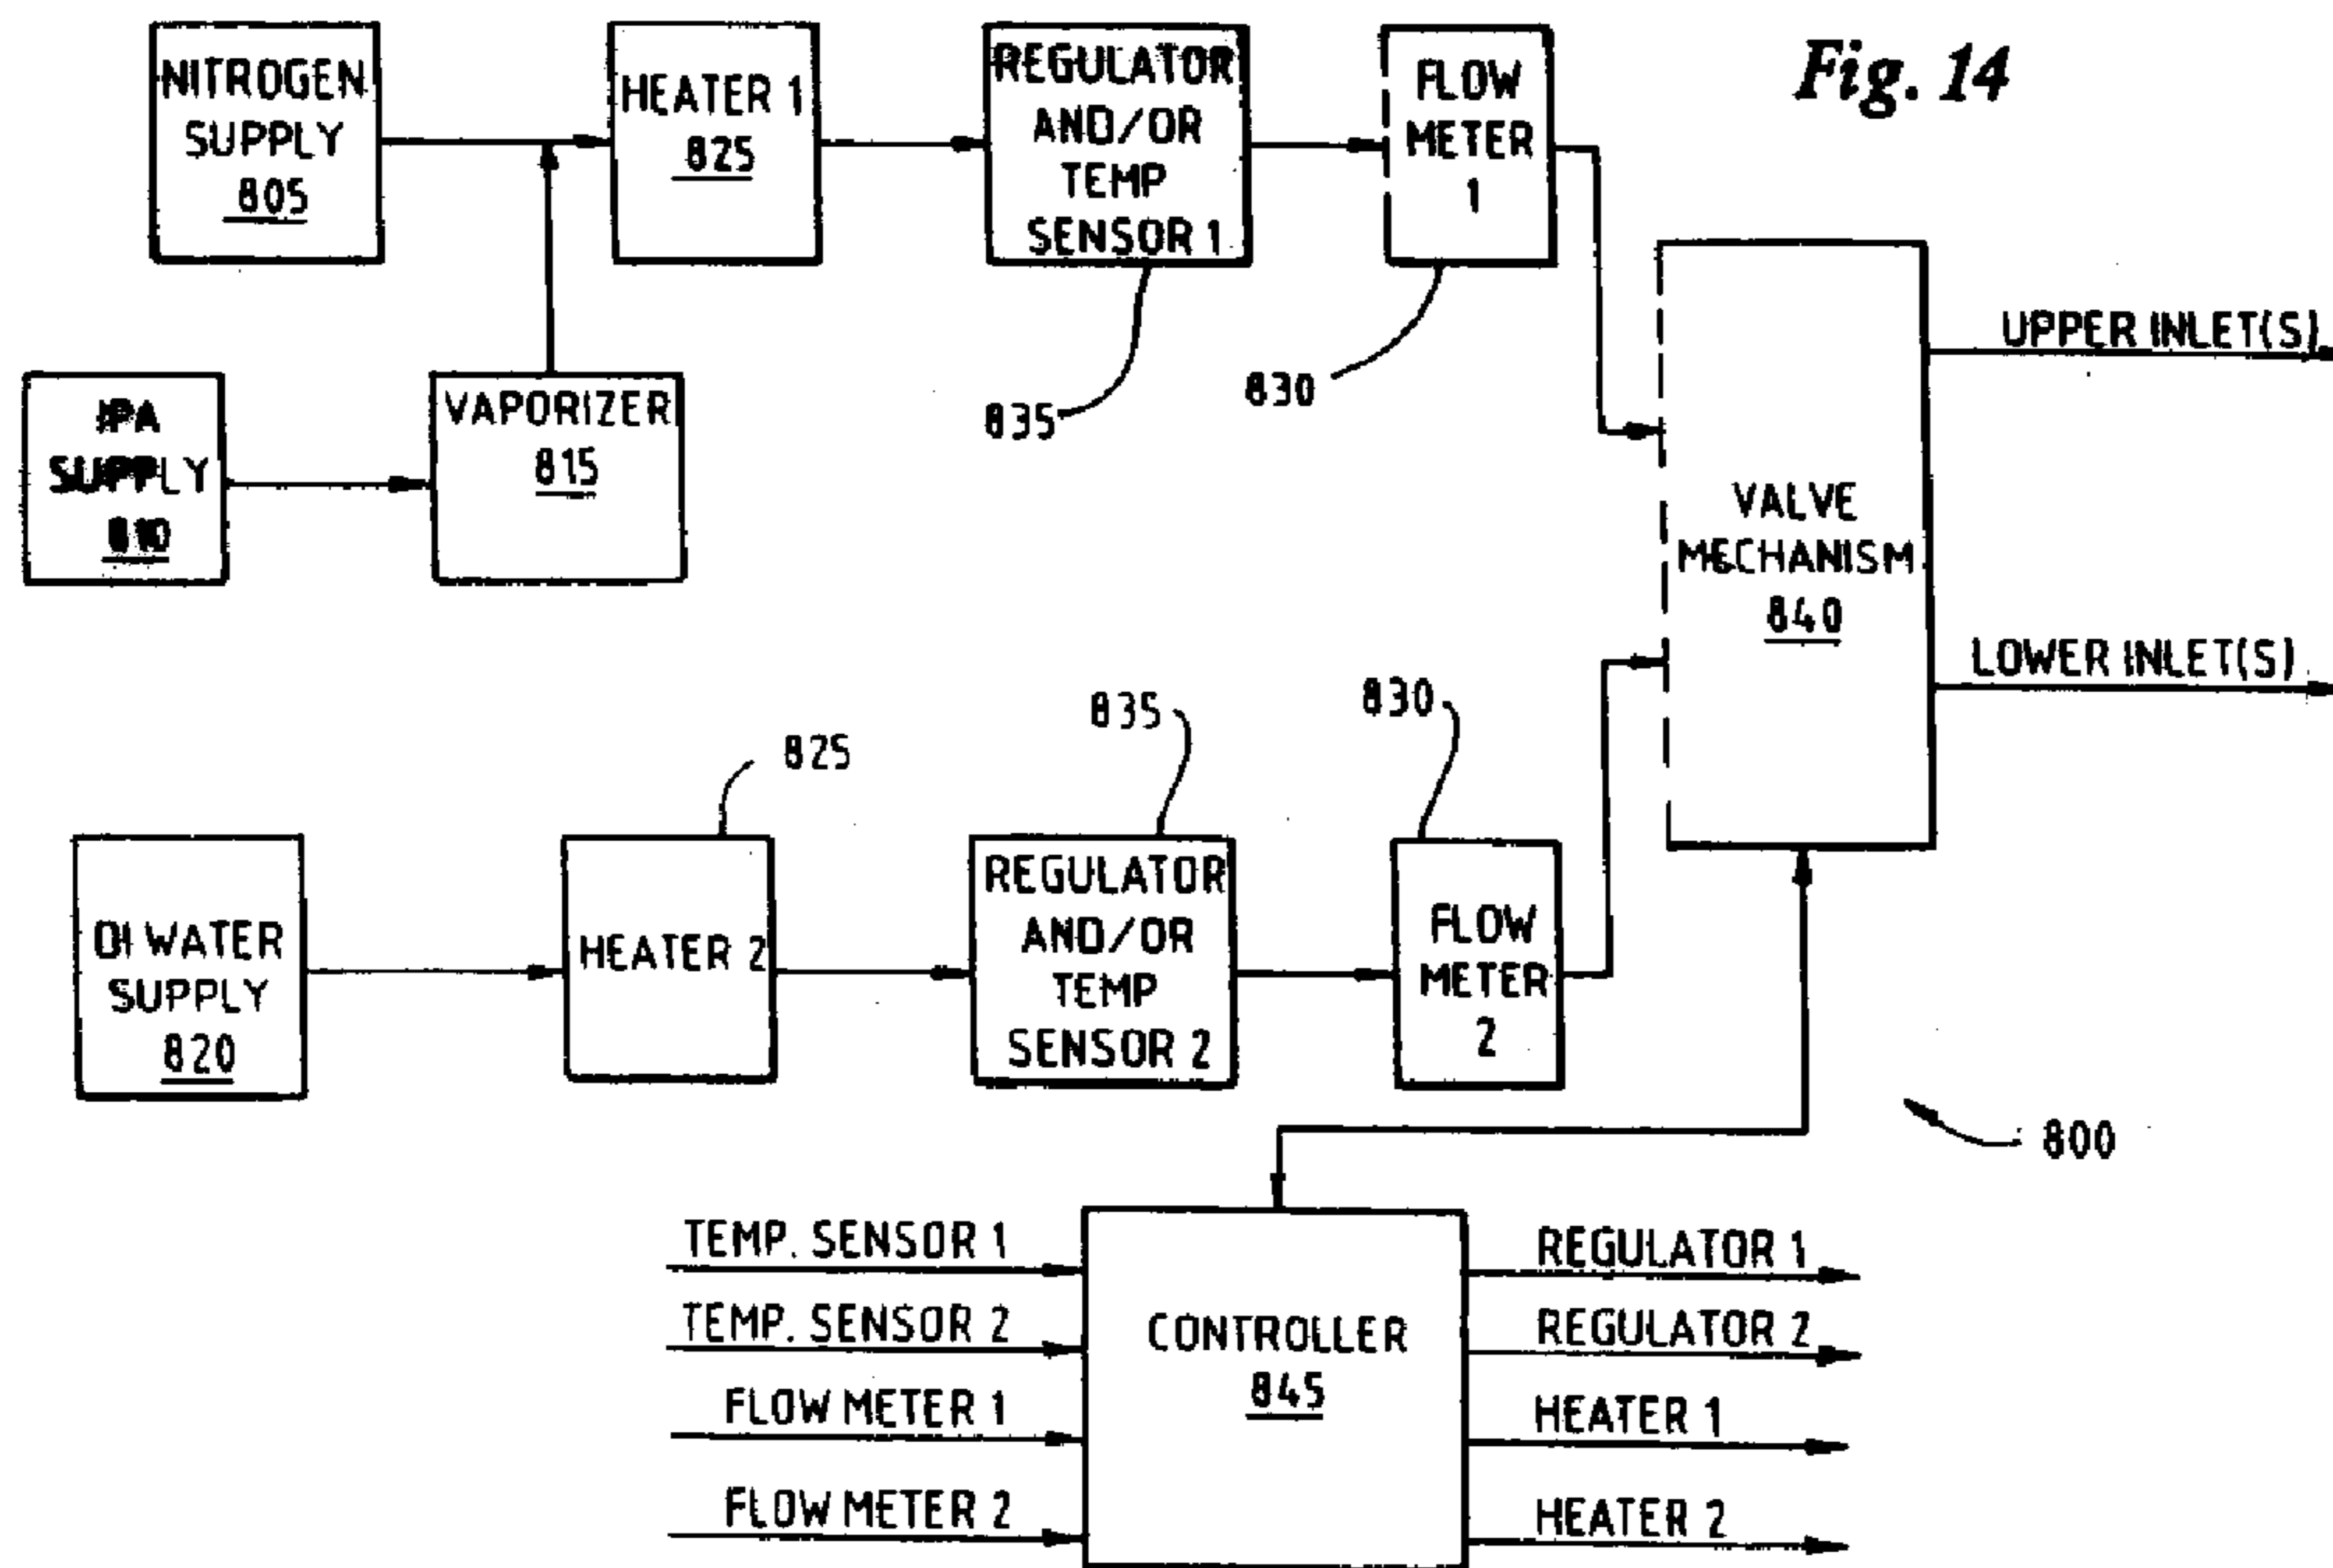 Fig. 14
NITROGEN
SUPPLY
805
HEATER 1
825
REGULATOR
AND/OR
TEMP
SENSOR 1
FLOW
METER
1
835
830
IPA
SUPPLY
810
VAPORIZER
815
VALVE
MECHANISM
840
UPPER INLET(S)
LOWER INLET(S)
825
835
830
DI WATER
SUPPLY
820
HEATER 2
REGULATOR
AND/OR
TEMP
SENSOR 2
FLOW
METER
2
800
TEMP. SENSOR 1
TEMP. SENSOR 2
FLOW METER 1
FLOW METER 2
CONTROLLER
845
REGULATOR 1
REGULATOR 2
HEATER 1
HEATER 2